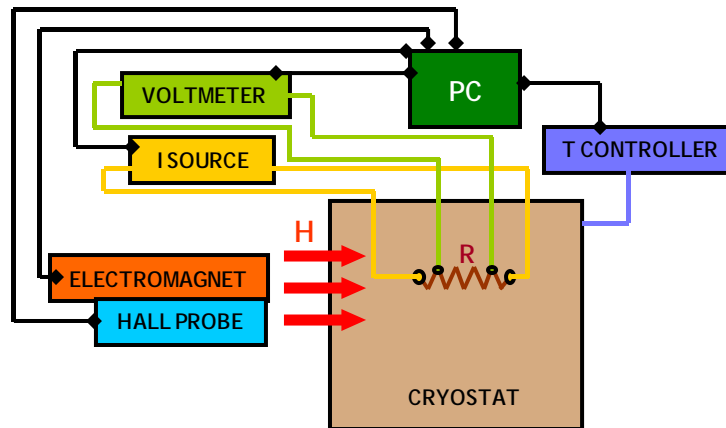 VOLTMETER
PC
I SOURCE
T CONTROLLER
H
R
ELECTROMAGNET
HALL PROBE
CRYOSTAT